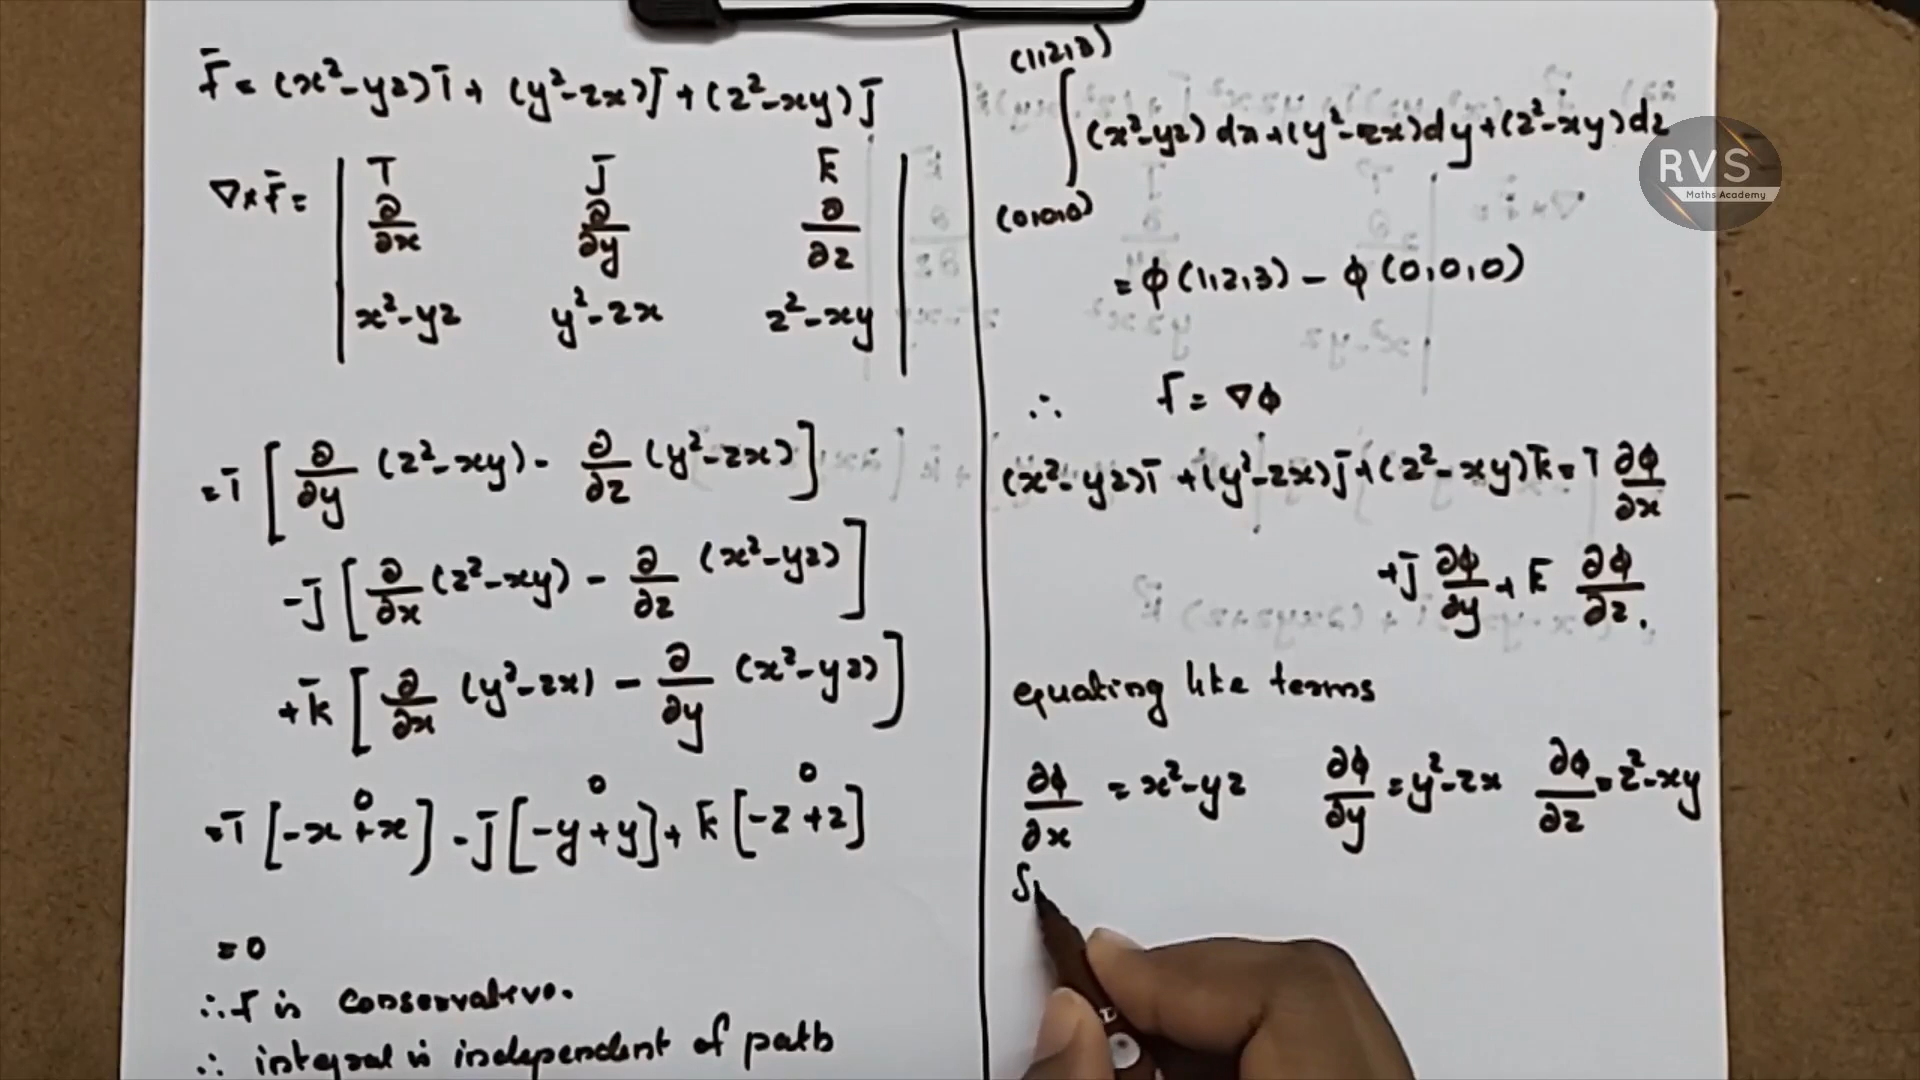 F̄ = (x²-yz)ī + (y²-zx)j̄ + (z²-xy)j̄
∇×F̄ = | ī j̄ k̄ |
| ∂/∂x ∂/∂y ∂/∂z |
| x²-yz y²-zx z²-xy |
= ī [ ∂/∂y (z²-xy) - ∂/∂z (y²-zx) ]
- j̄ [ ∂/∂x (z²-xy) - ∂/∂z (x²-yz) ]
+ k̄ [ ∂/∂x (y²-zx) - ∂/∂y (x²-yz) ]
0 0 0
= ī [-x+x] - j̄ [-y+y] + k̄ [-z+z]
= 0
∴ F is conservative.
∴ integral is independent of path
(1,2,3)
∫ (x²-yz) dx + (y²-zx) dy + (z²-xy) dz
(0,0,0)
= φ(1,2,3) - φ(0,0,0)
∴ F̄ = ∇φ
(x²-yz)ī + (y²-zx)j̄ + (z²-xy)k̄ = ī ∂φ/∂x
+ j̄ ∂φ/∂y + k̄ ∂φ/∂z.
equating like terms
∂φ/∂x = x²-yz ∂φ/∂y = y²-zx ∂φ/∂z = z²-xy
RVS
Maths Academy